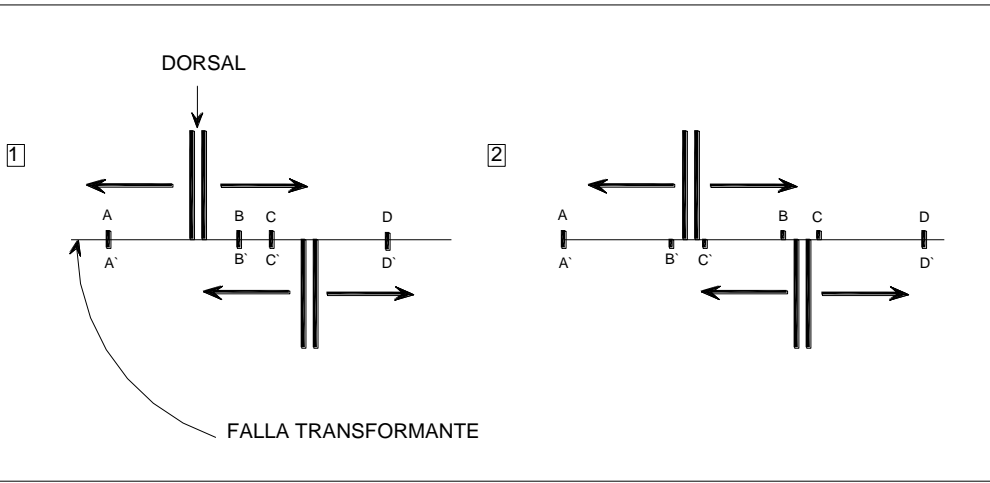 DORSAL
1
2
A B C D
A` B` C` D`
A B C D
A` B` C` D`
FALLA TRANSFORMANTE